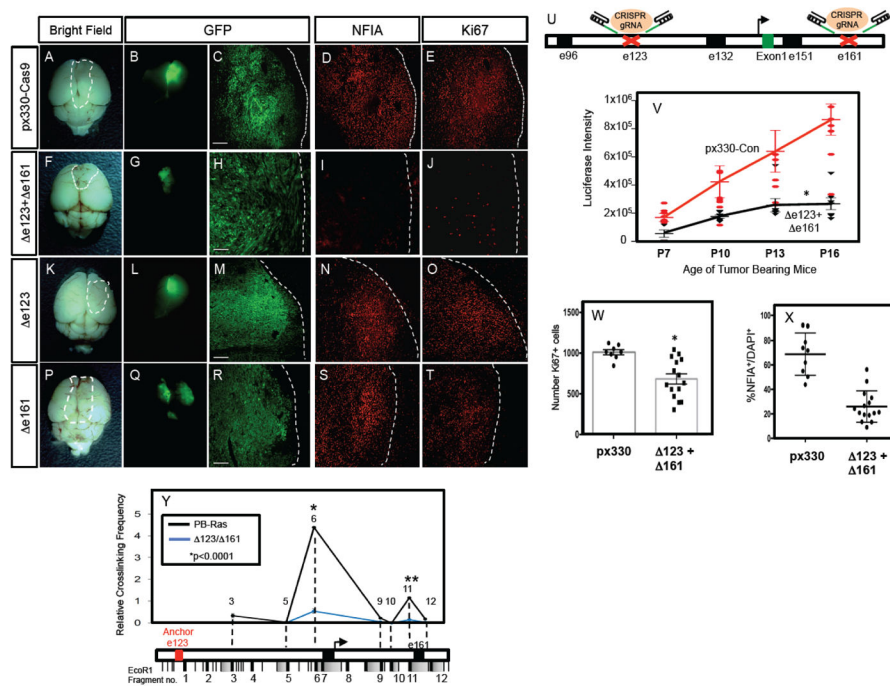 Bright Field GFP NFIA Ki67
px330-Cas9
A B C D E
Δe123+Δe161
F G H I J
Δe123
K L M N O
Δe161
P Q R S T
U
CRISPR gRNA CRISPR gRNA
e96 e123 e132 Exon1 e151 e161
V
Luciferase Intensity
1x10⁶
8x10⁵
6x10⁵
4x10⁵
2x10⁵
0
px330-Con
*
Δe123+
Δe161
P7 P10 P13 P16
Age of Tumor Bearing Mice
W
Number Ki67+ cells
1500
1000
500
0
*
px330 Δ123 +
Δ161
X
%NFIA⁺/DAPI⁺
100
80
60
40
20
0
px330 Δ123 +
Δ161
Y
Relative Crosslinking Frequency
5
4
3
2
1
0
PB-Ras
Δ123/Δ161
*p<0.0001
*
6
**
3 5 9 10 11 12
Anchor
e123
e161
EcoR1
Fragment no. 1 2 3 4 5 67 8 9 10 11 12